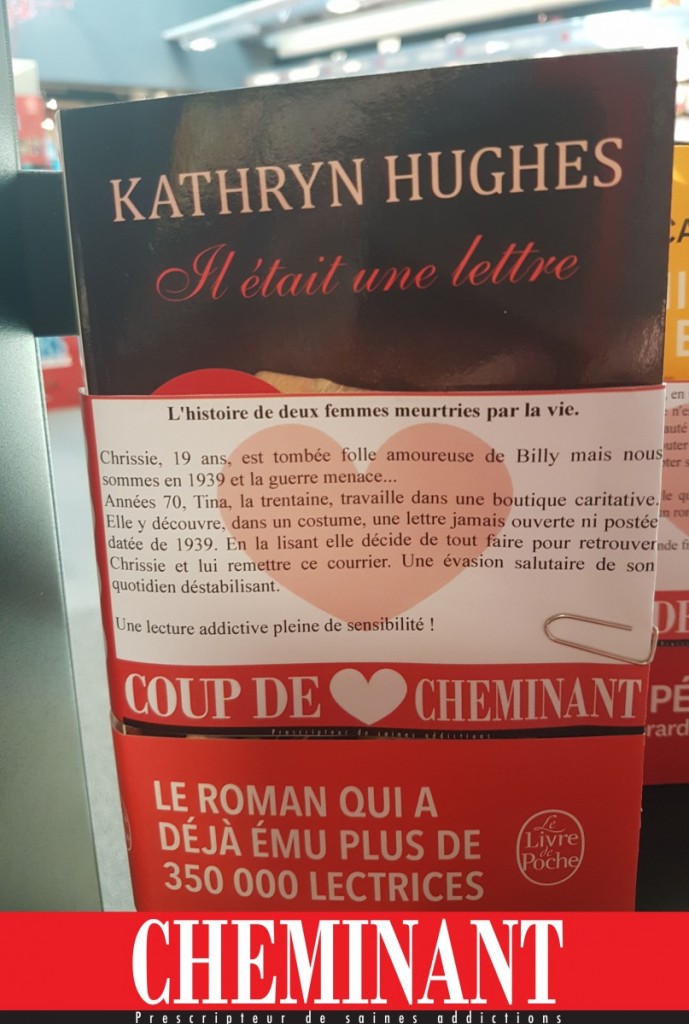 KATHRYN HUGHES
Il était une lettre
L'histoire de deux femmes meurtries par la vie.
Chrissie, 19 ans, est tombée folle amoureuse de Billy mais nous
sommes en 1939 et la guerre menace...
Années 70, Tina, la trentaine, travaille dans une boutique caritative.
Elle y découvre, dans un costume, une lettre jamais ouverte ni postée
datée de 1939. En la lisant elle décide de tout faire pour retrouver
Chrissie et lui remettre ce courrier. Une évasion salutaire de son
quotidien déstabilisant.
Une lecture addictive pleine de sensibilité !
COUP DE CHEMINANT
Prescripteur de saines addictions
LE ROMAN QUI A
DÉJÀ ÉMU PLUS DE
350 000 LECTRICES
Le
Livre
de
Poche
CHEMINANT
Prescripteur de saines addictions